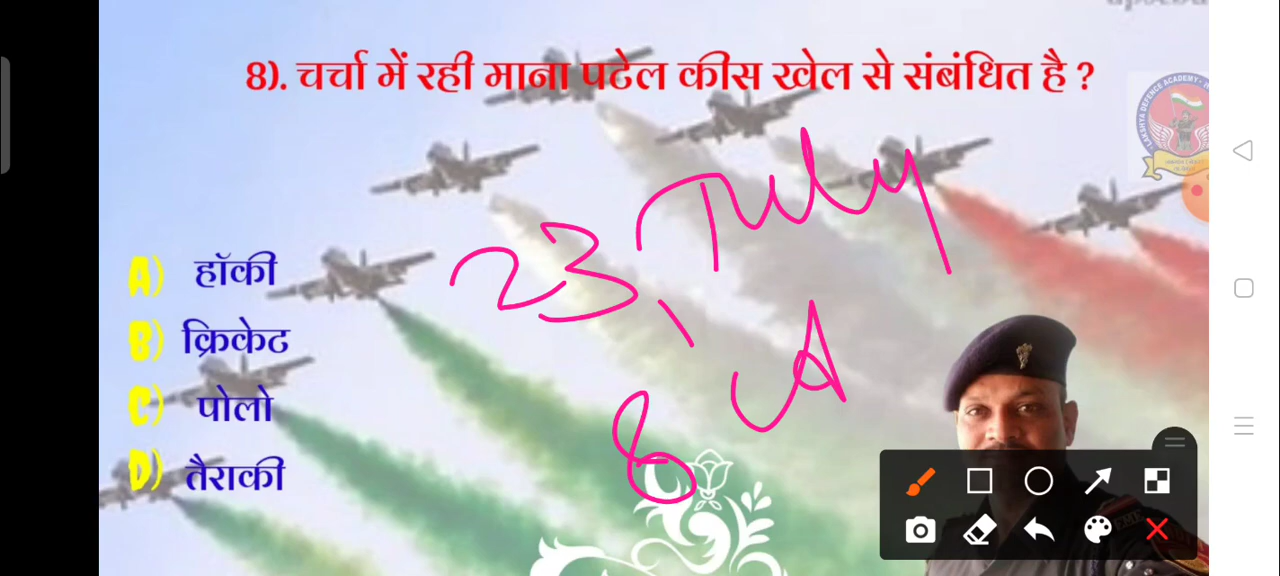 8). चर्चा में रही माना पटेल कीस खेल से संबंधित है ?
23, July
A) हॉकी
B) क्रिकेट
8 A
C) पोलो
D) तैराकी